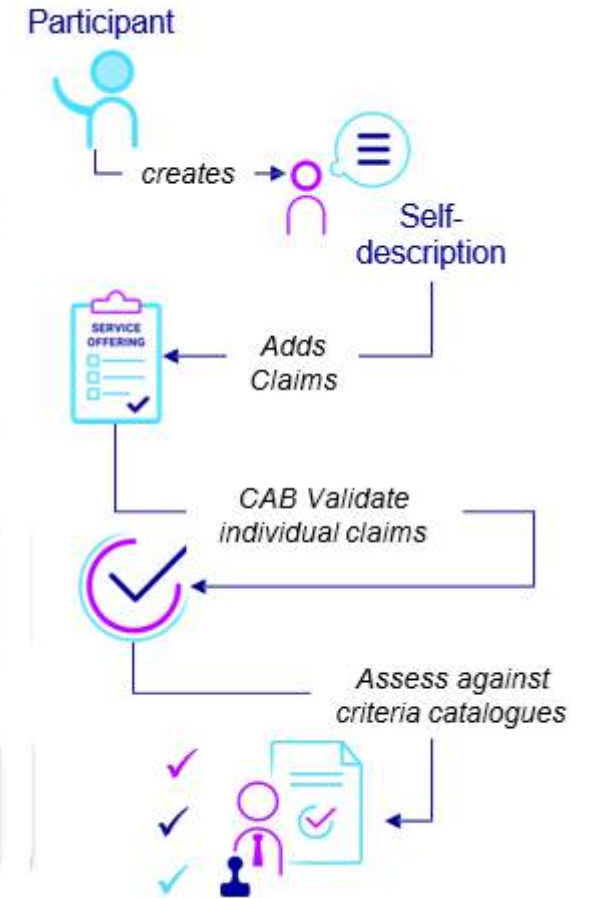 Participant
creates
Self-
description
SERVICE
OFFERING
Adds
Claims
CAB Validate
individual claims
Assess against
criteria catalogues